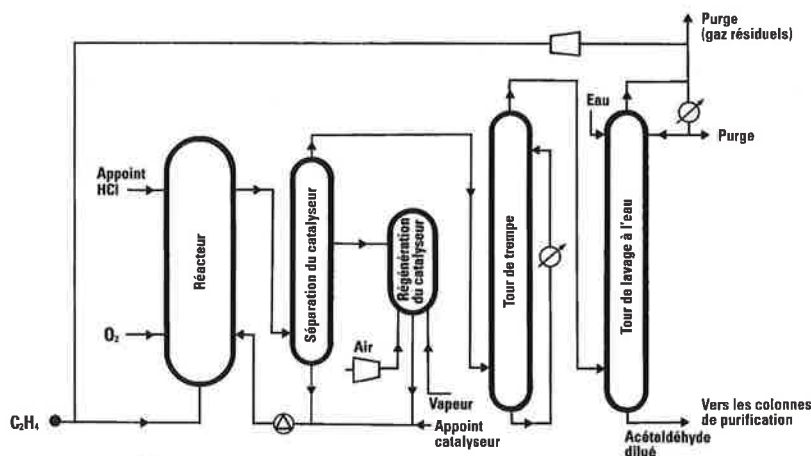 Purge
(gaz résiduels)
Eau
Purge
Appoint
HCl
Réacteur
O₂
C₂H₄
Séparation du catalyseur
Régénération
du catalyseur
Air
Vapeur
Appoint
catalyseur
Tour de trempe
Tour de lavage à l'eau
Vers les colonnes
de purification
Acétaldéhyde
dilué